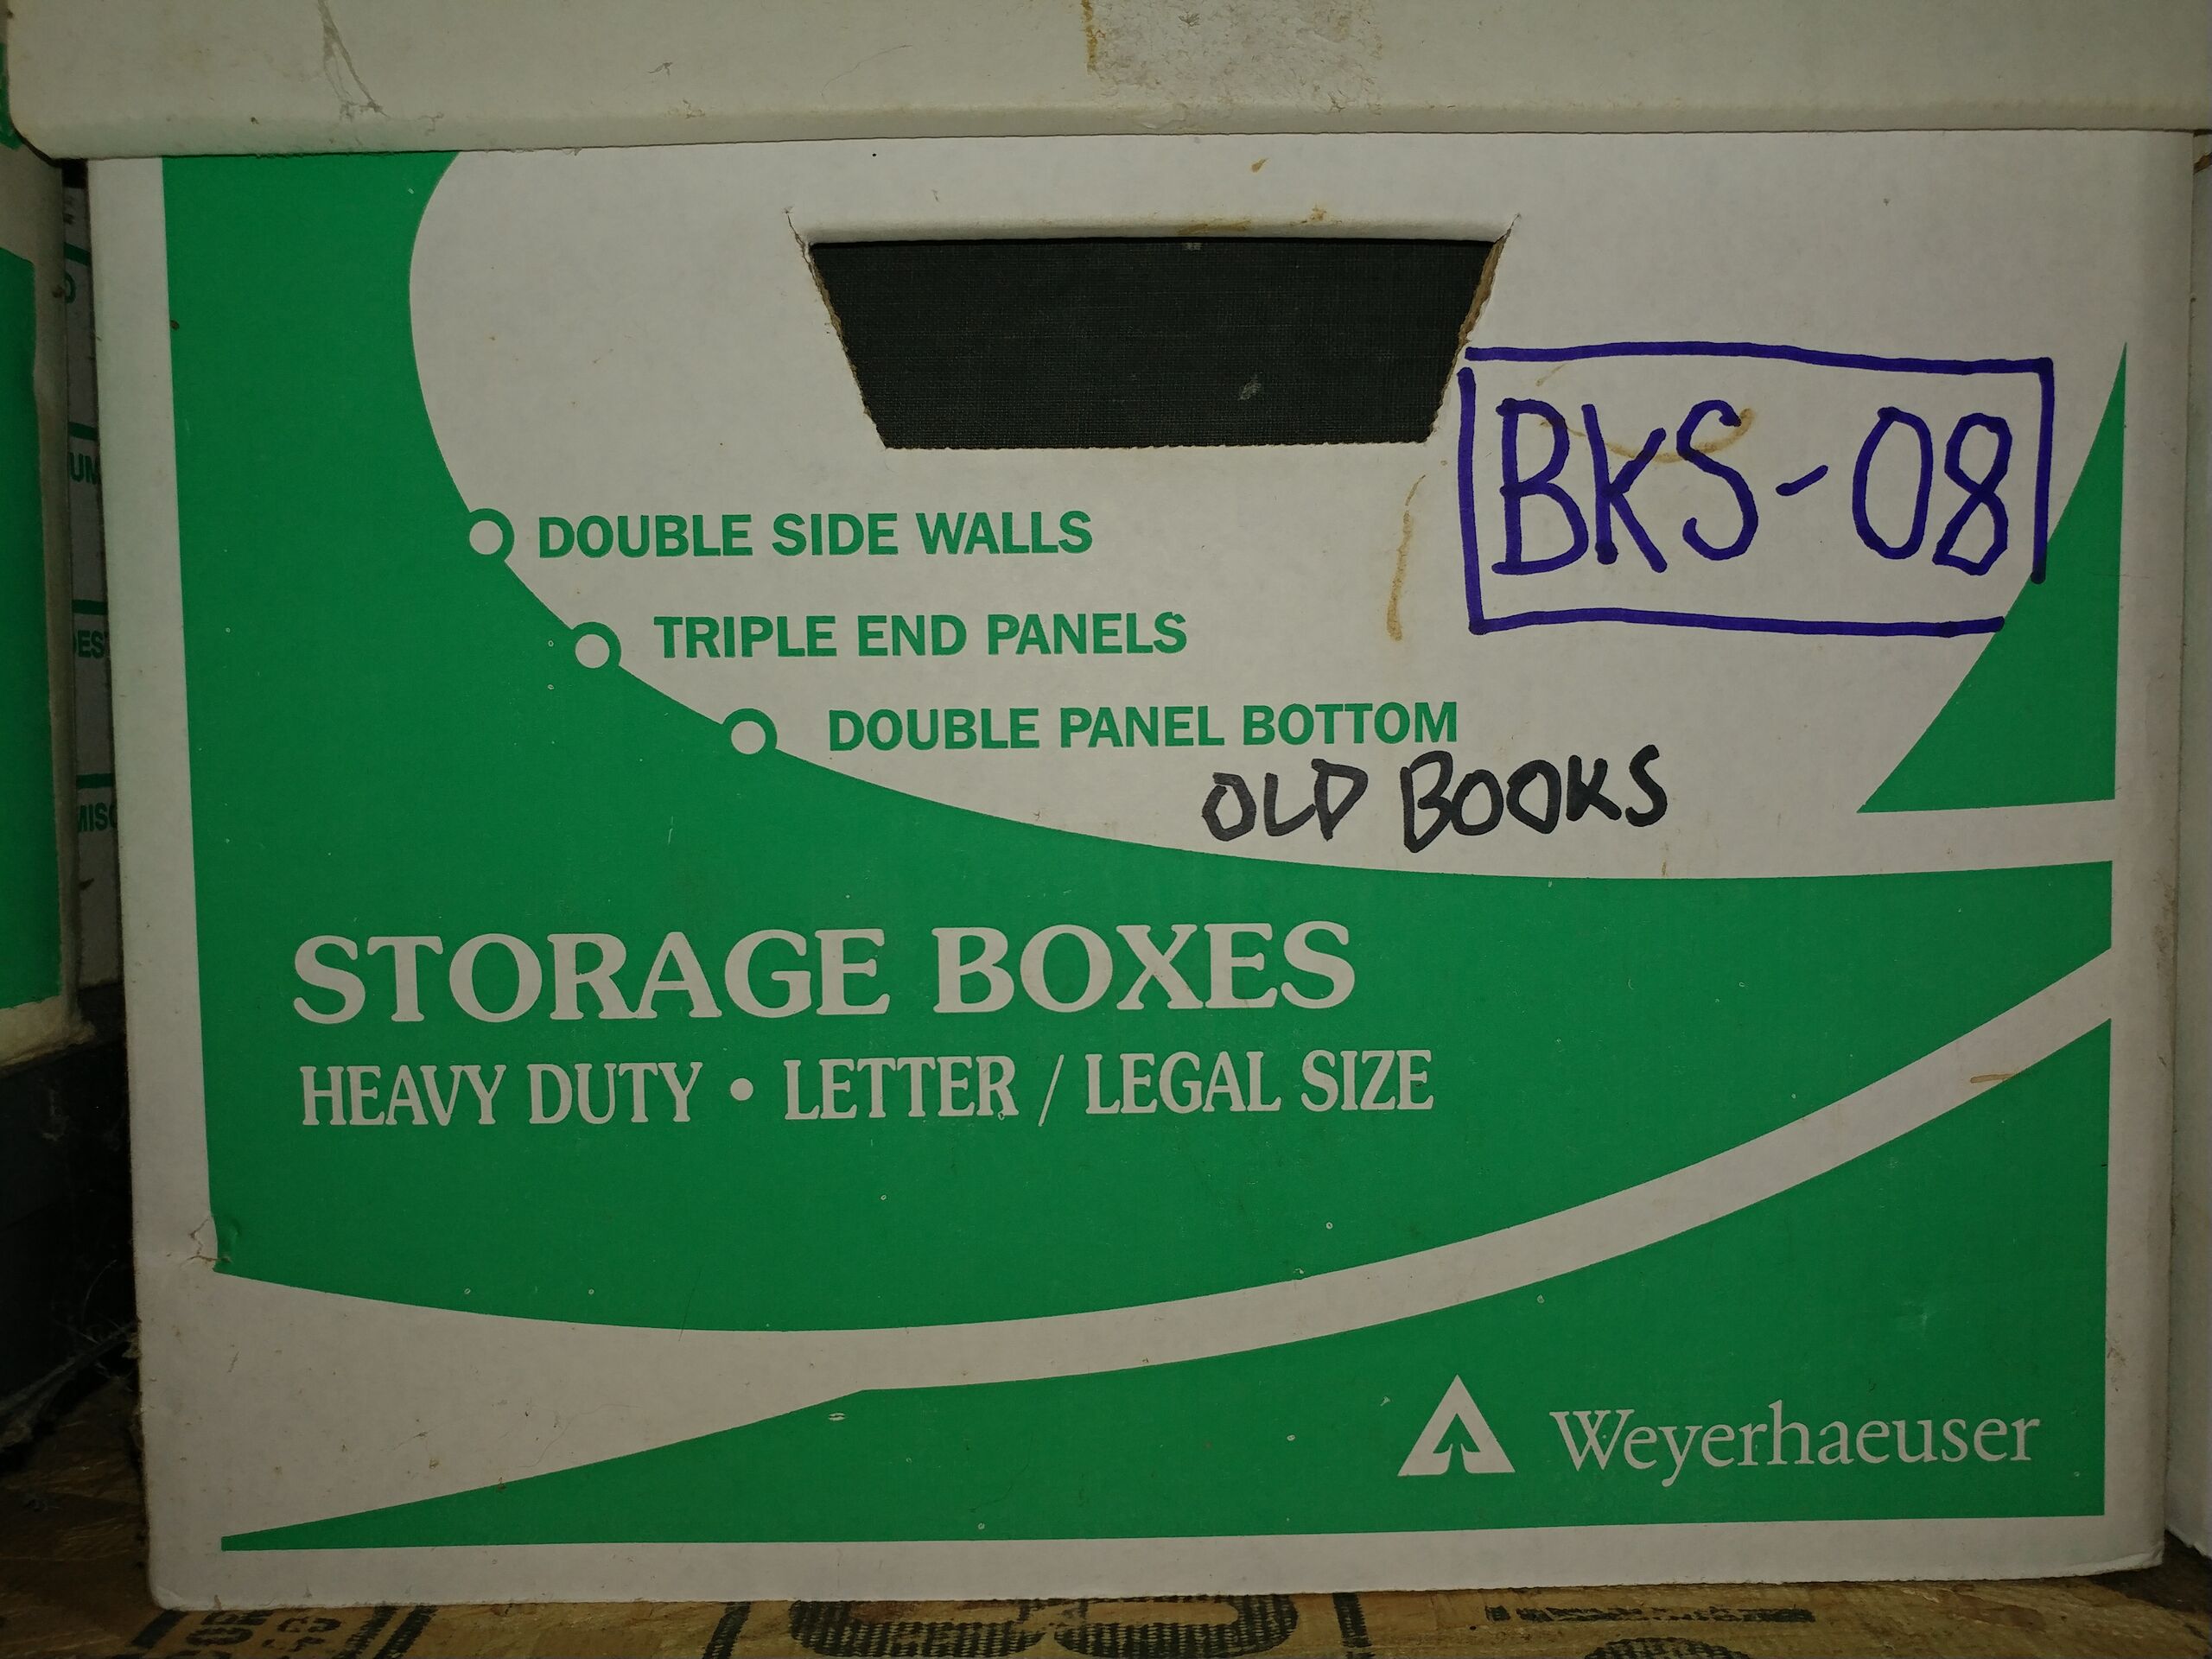 BKS-08
DOUBLE SIDE WALLS
TRIPLE END PANELS
DOUBLE PANEL BOTTOM
OLD BOOKS
STORAGE BOXES
HEAVY DUTY • LETTER / LEGAL SIZE
Weyerhaeuser